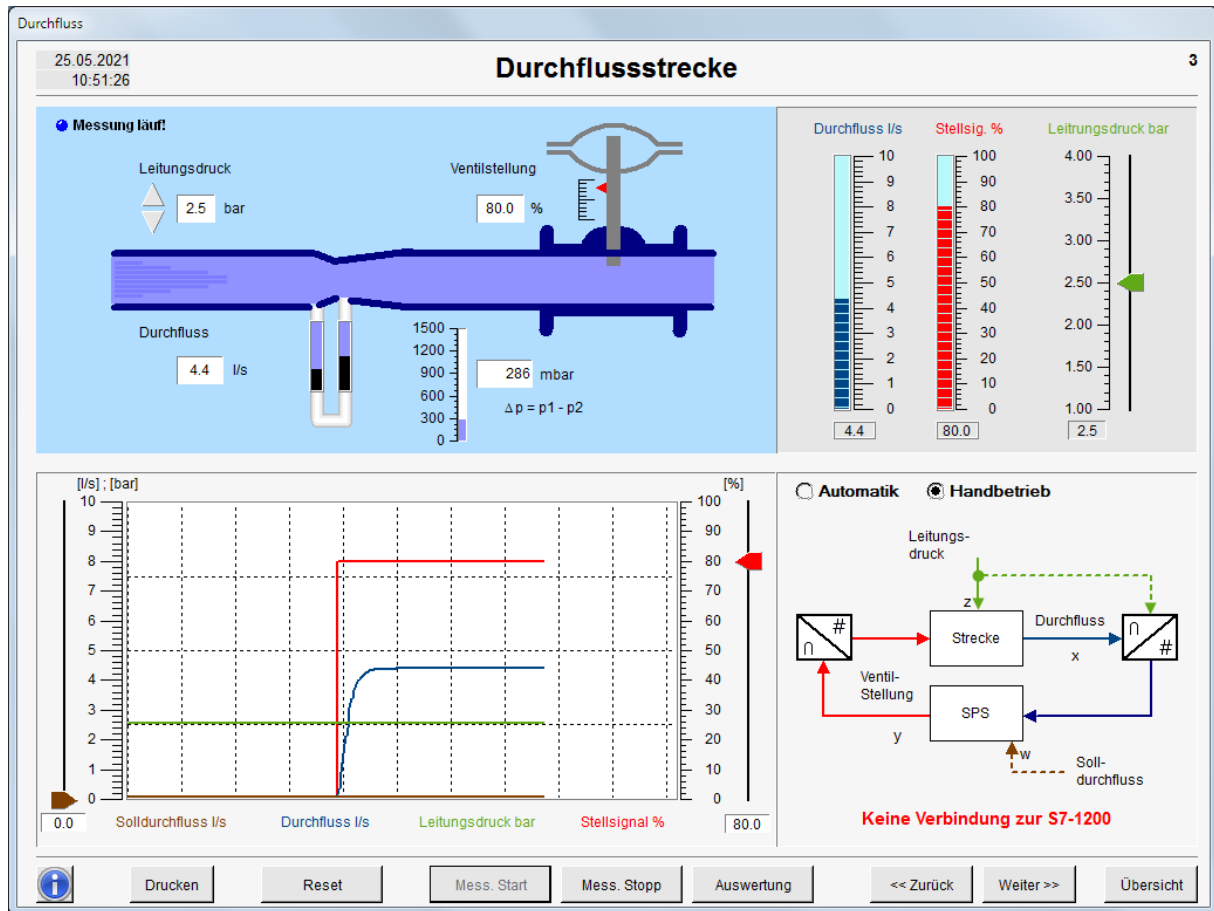 Durchfluss
25.05.2021
10:51:26
Durchflussstrecke
3
Messung läuf!
Leitungsdruck
2.5 bar
Ventilstellung
80.0 %
Durchfluss
4.4 l/s
1500
1200
900
600
300
0
286 mbar
Δp = p1 - p2
Durchfluss l/s
10
9
8
7
6
5
4
3
2
1
0
4.4
Stellsig. %
100
90
80
70
60
50
40
30
20
10
0
80.0
Leitrungsdruck bar
4.00
3.50
3.00
2.50
2.00
1.50
1.00
2.5
[l/s] ; [bar]
10
9
8
7
6
5
4
3
2
1
0
0.0
[%]
100
90
80
70
60
50
40
30
20
10
0
80.0
Solldurchfluss l/s Durchfluss l/s Leitungsdruck bar Stellsignal %
Automatik Handbetrieb
Leitungs-
druck
z
#
∩
Strecke
Durchfluss
x
∩
#
Ventil-
Stellung
y
SPS
w
Soll-
durchfluss
Keine Verbindung zur S7-1200
i
Drucken Reset Mess. Start Mess. Stopp Auswertung << Zurück Weiter >> Übersicht